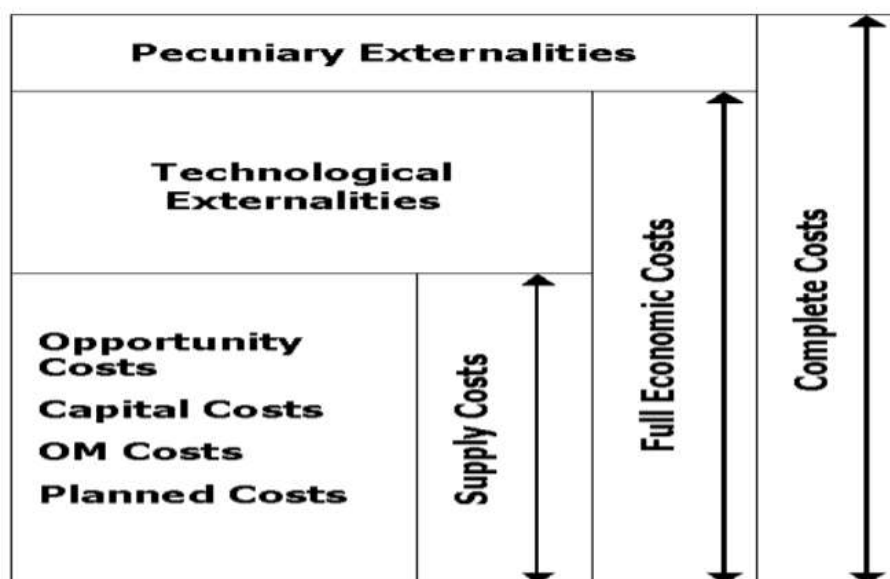 Pecuniary Externalities
Technological
Externalities
Opportunity
Costs
Capital Costs
OM Costs
Planned Costs
Supply Costs
Full Economic Costs
Complete Costs